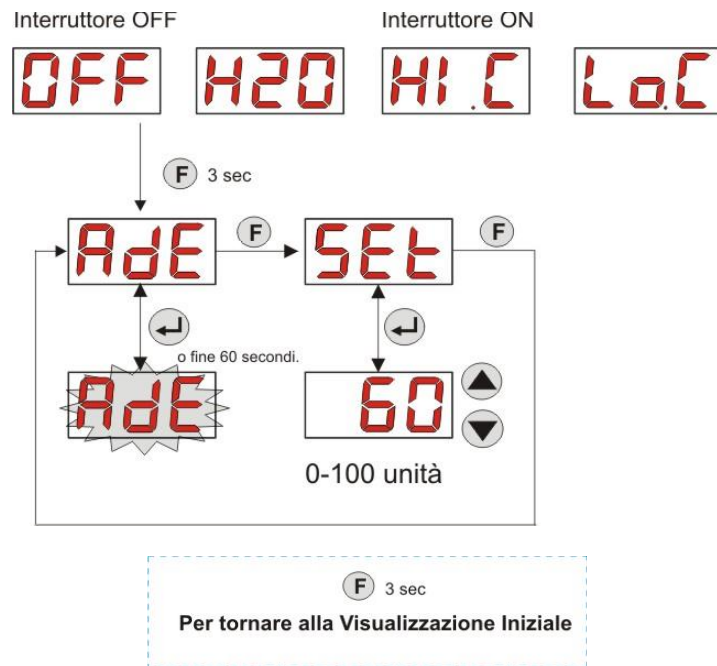 Interruttore OFF
Interruttore ON
OFF H2O HI.C Lo.C
F 3 sec
AdE F SEt F
o fine 60 secondi.
AdE 60
0-100 unità
F 3 sec
Per tornare alla Visualizzazione Iniziale